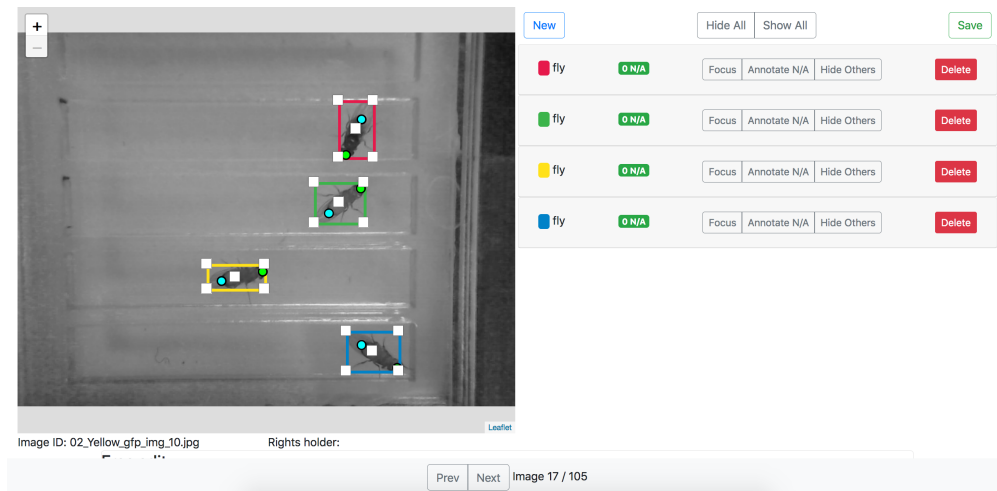 +
−
New
Hide All Show All
Save
fly 0 N/A Focus Annotate N/A Hide Others Delete
fly 0 N/A Focus Annotate N/A Hide Others Delete
fly 0 N/A Focus Annotate N/A Hide Others Delete
fly 0 N/A Focus Annotate N/A Hide Others Delete
Leaflet
Image ID: 02_Yellow_gfp_img_10.jpg Rights holder:
Prev Next Image 17 / 105